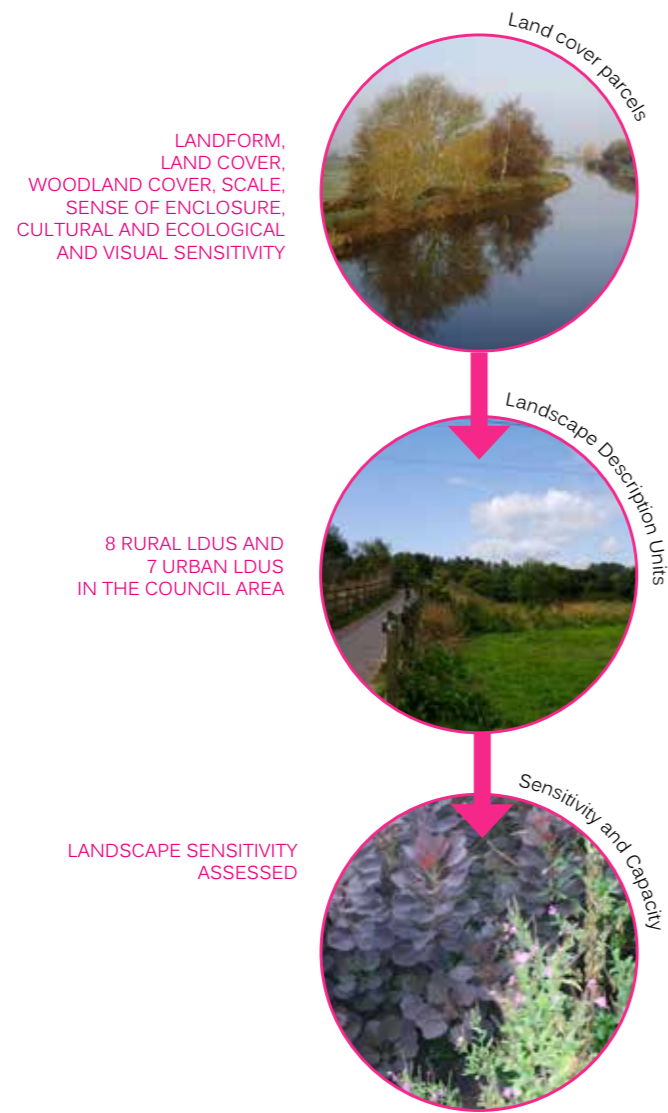 Land cover parcels
LANDFORM,
LAND COVER,
WOODLAND COVER, SCALE,
SENSE OF ENCLOSURE,
CULTURAL AND ECOLOGICAL
AND VISUAL SENSITIVITY
Landscape Description Units
8 RURAL LDUS AND
7 URBAN LDUS
IN THE COUNCIL AREA
Sensitivity and Capacity
LANDSCAPE SENSITIVITY
ASSESSED